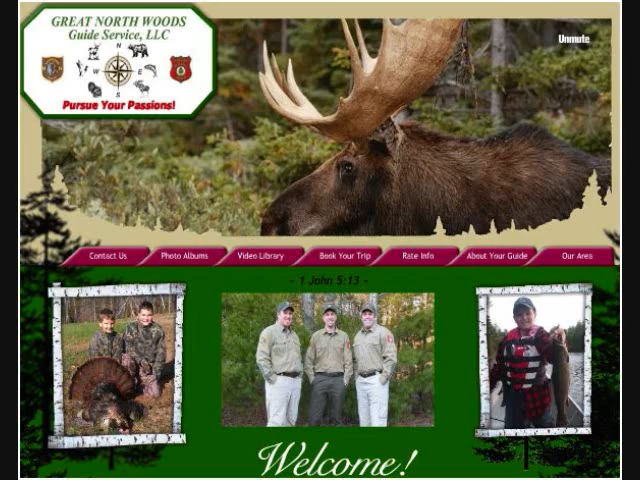 GREAT NORTH WOODS
Guide Service, LLC
N
W E
S
Pursue Your Passions!
Unmute
Contact Us
Photo Albums
Video Library
Book Your Trip
Rate Info
About Your Guide
Our Area
~ 1 John 5:13 ~
Welcome!